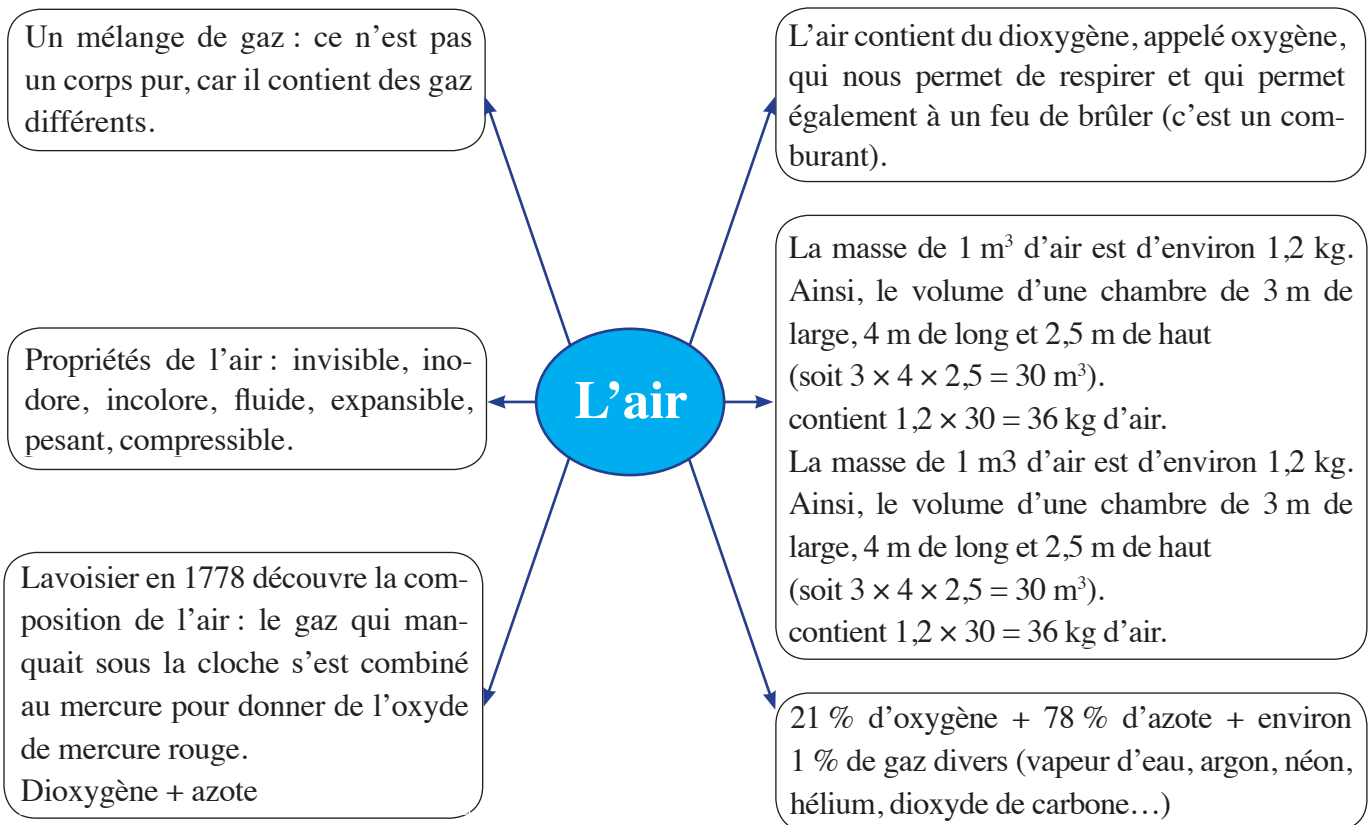 Un mélange de gaz : ce n’est pas
un corps pur, car il contient des gaz
différents.
L’air contient du dioxygène, appelé oxygène,
qui nous permet de respirer et qui permet
également à un feu de brûler (c’est un com-
burant).
Propriétés de l’air : invisible, ino-
dore, incolore, fluide, expansible,
pesant, compressible.
L’air
La masse de 1 m³ d’air est d’environ 1,2 kg.
Ainsi, le volume d’une chambre de 3 m de
large, 4 m de long et 2,5 m de haut
(soit 3 × 4 × 2,5 = 30 m³).
contient 1,2 × 30 = 36 kg d’air.
La masse de 1 m3 d’air est d’environ 1,2 kg.
Ainsi, le volume d’une chambre de 3 m de
large, 4 m de long et 2,5 m de haut
(soit 3 × 4 × 2,5 = 30 m³).
contient 1,2 × 30 = 36 kg d’air.
Lavoisier en 1778 découvre la com-
position de l’air : le gaz qui man-
quait sous la cloche s’est combiné
au mercure pour donner de l’oxyde
de mercure rouge.
Dioxygène + azote
21 % d’oxygène + 78 % d’azote + environ
1 % de gaz divers (vapeur d’eau, argon, néon,
hélium, dioxyde de carbone…)